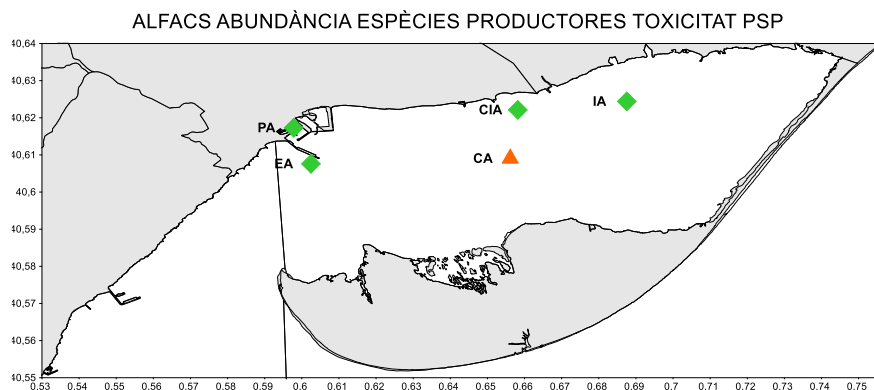 ALFACS ABUNDÀNCIA ESPÈCIES PRODUCTORES TOXICITAT PSP
40,64
40,63
40,62
40,61
40,6
40,59
40,58
40,57
40,56
40,55
PA
EA
CIA
IA
CA
0.53 0.54 0.55 0.56 0.57 0.58 0.59 0.6 0.61 0.62 0.63 0.64 0.65 0.66 0.67 0.68 0.69 0.7 0.71 0.72 0.73 0.74 0.75